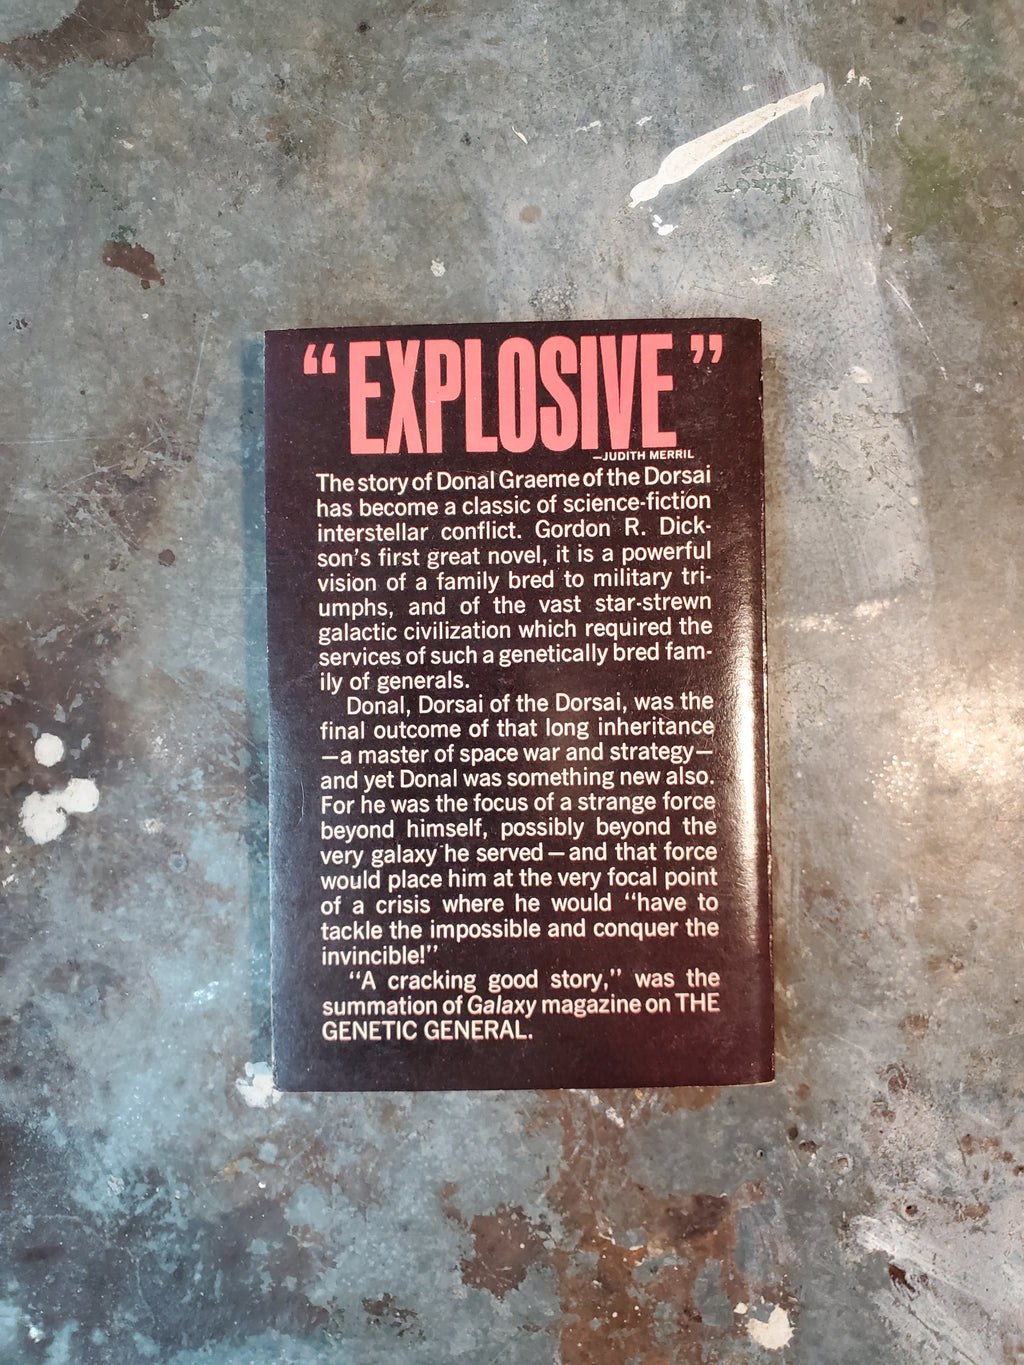 “EXPLOSIVE”
—JUDITH MERRIL
The story of Donal Graeme of the Dorsai
has become a classic of science-fiction
interstellar conflict. Gordon R. Dick-
son’s first great novel, it is a powerful
vision of a family bred to military tri-
umphs, and of the vast star-strewn
galactic civilization which required the
services of such a genetically bred fam-
ily of generals.
Donal, Dorsai of the Dorsai, was the
final outcome of that long inheritance
—a master of space war and strategy—
and yet Donal was something new also.
For he was the focus of a strange force
beyond himself, possibly beyond the
very galaxy he served—and that force
would place him at the very focal point
of a crisis where he would “have to
tackle the impossible and conquer the
invincible!”
“A cracking good story,” was the
summation of Galaxy magazine on THE
GENETIC GENERAL.